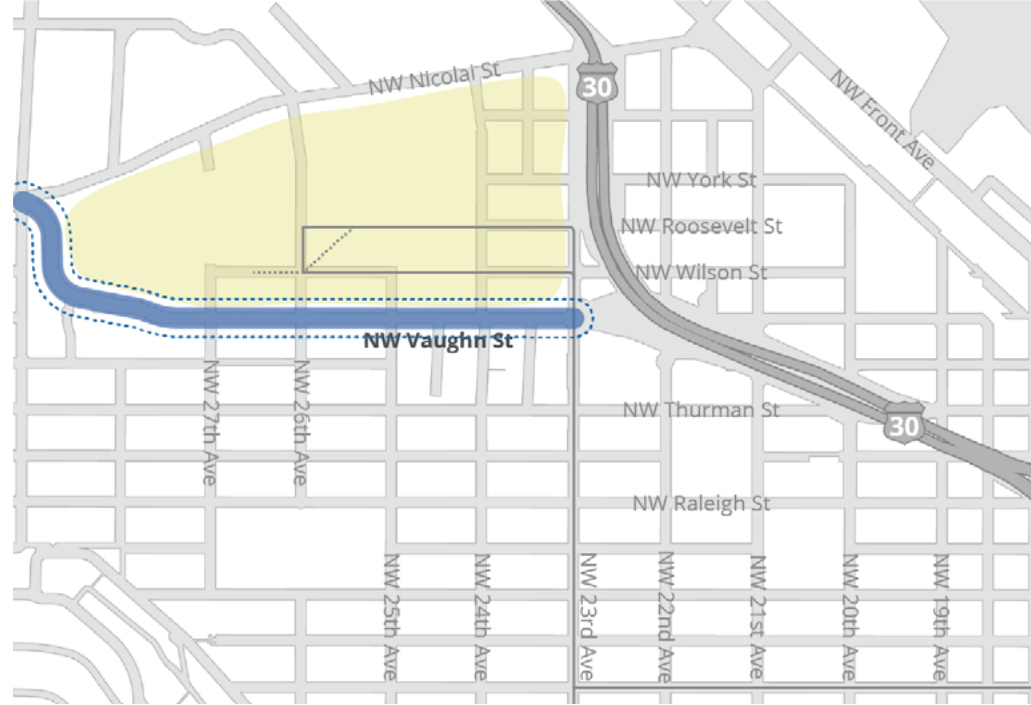 NW Nicolai St
30
NW Front Ave
NW York St
NW Roosevelt St
NW Wilson St
NW Vaughn St
NW 27th Ave
NW 26th Ave
NW Thurman St
30
NW Raleigh St
NW 25th Ave
NW 24th Ave
NW 23rd Ave
NW 22nd Ave
NW 21st Ave
NW 20th Ave
NW 19th Ave